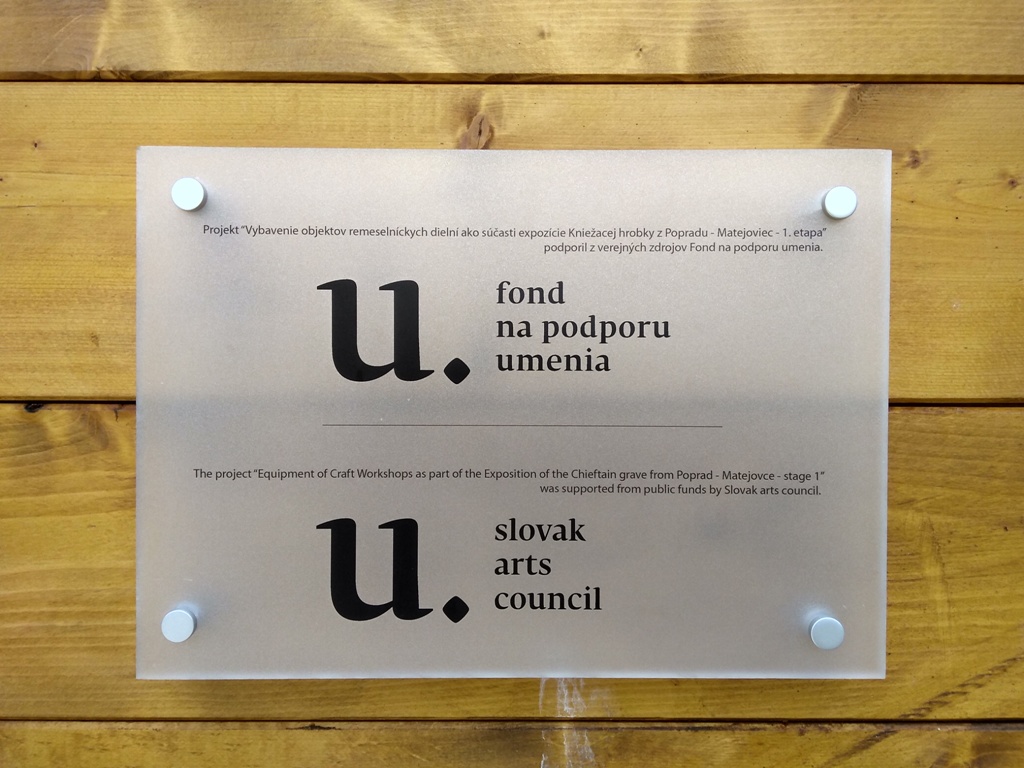 Projekt “Vybavenie objektov remeselníckych dielní ako súčasti expozície Kniežacej hrobky z Popradu - Matejoviec - 1. etapa”
podporil z verejných zdrojov Fond na podporu umenia.
u.
fond
na podporu
umenia
The project “Equipment of Craft Workshops as part of the Exposition of the Chieftain grave from Poprad - Matejovce - stage 1”
was supported from public funds by Slovak arts council.
u.
slovak
arts
council